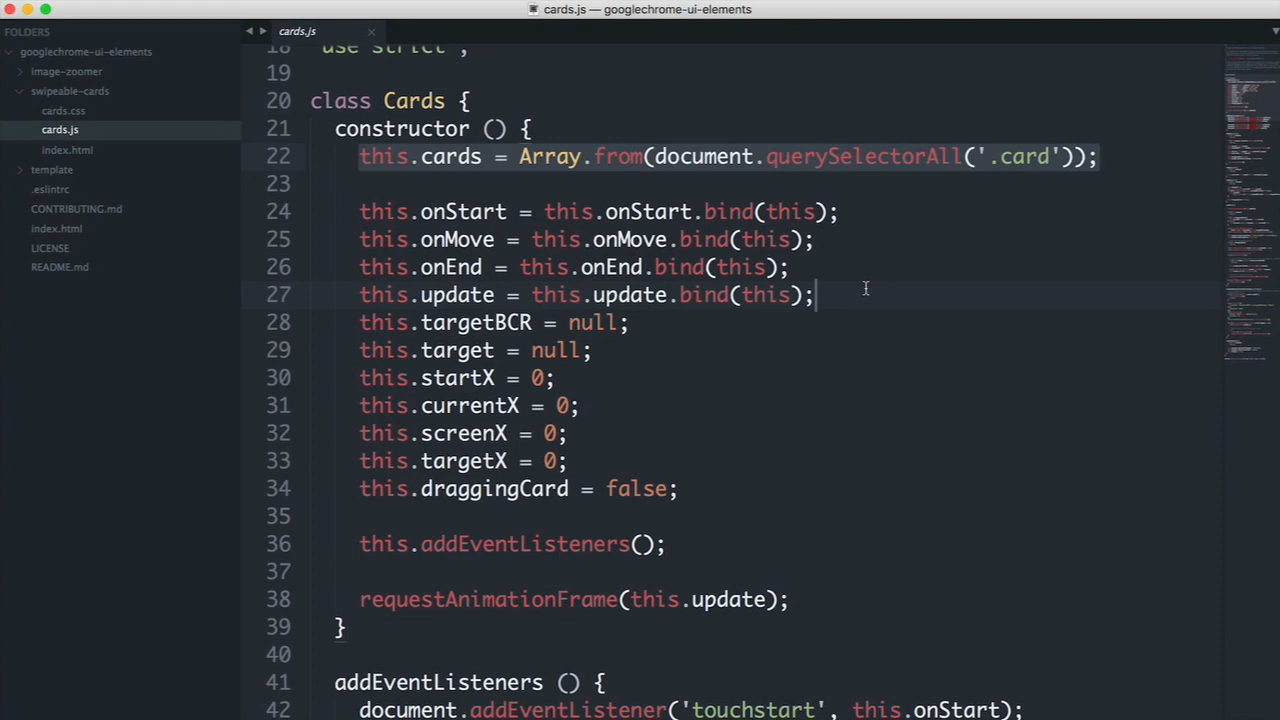 cards.js — googlechrome-ui-elements
FOLDERS
googlechrome-ui-elements
image-zoomer
swipeable-cards
cards.css
cards.js
index.html
template
.eslintrc
CONTRIBUTING.md
index.html
LICENSE
README.md
cards.js
18 'use strict';
19
20 class Cards {
21 constructor () {
22 this.cards = Array.from(document.querySelectorAll('.card'));
23
24 this.onStart = this.onStart.bind(this);
25 this.onMove = this.onMove.bind(this);
26 this.onEnd = this.onEnd.bind(this);
27 this.update = this.update.bind(this);
28 this.targetBCR = null;
29 this.target = null;
30 this.startX = 0;
31 this.currentX = 0;
32 this.screenX = 0;
33 this.targetX = 0;
34 this.draggingCard = false;
35
36 this.addEventListeners();
37
38 requestAnimationFrame(this.update);
39 }
40
41 addEventListeners () {
42 document.addEventListener('touchstart', this.onStart);